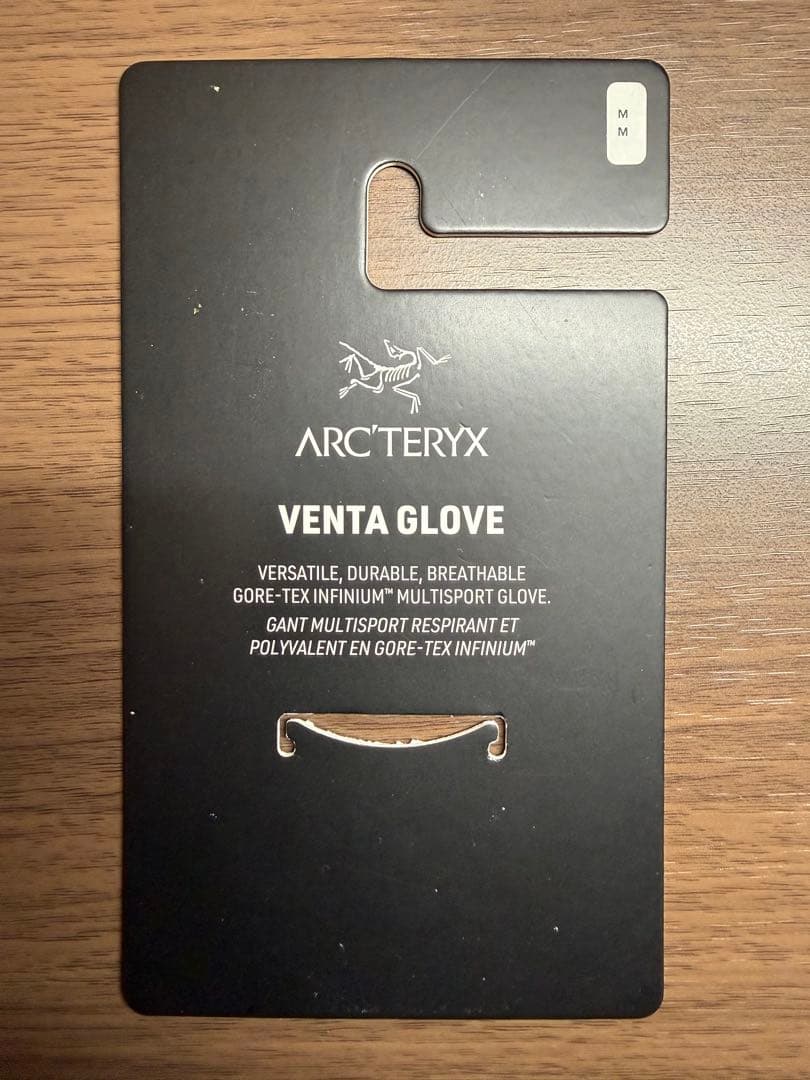 M
M
ARC'TERYX
VENTA GLOVE
VERSATILE, DURABLE, BREATHABLE
GORE-TEX INFINIUM™ MULTISPORT GLOVE.
GANT MULTISPORT RESPIRANT ET
POLYVALENT EN GORE-TEX INFINIUM™